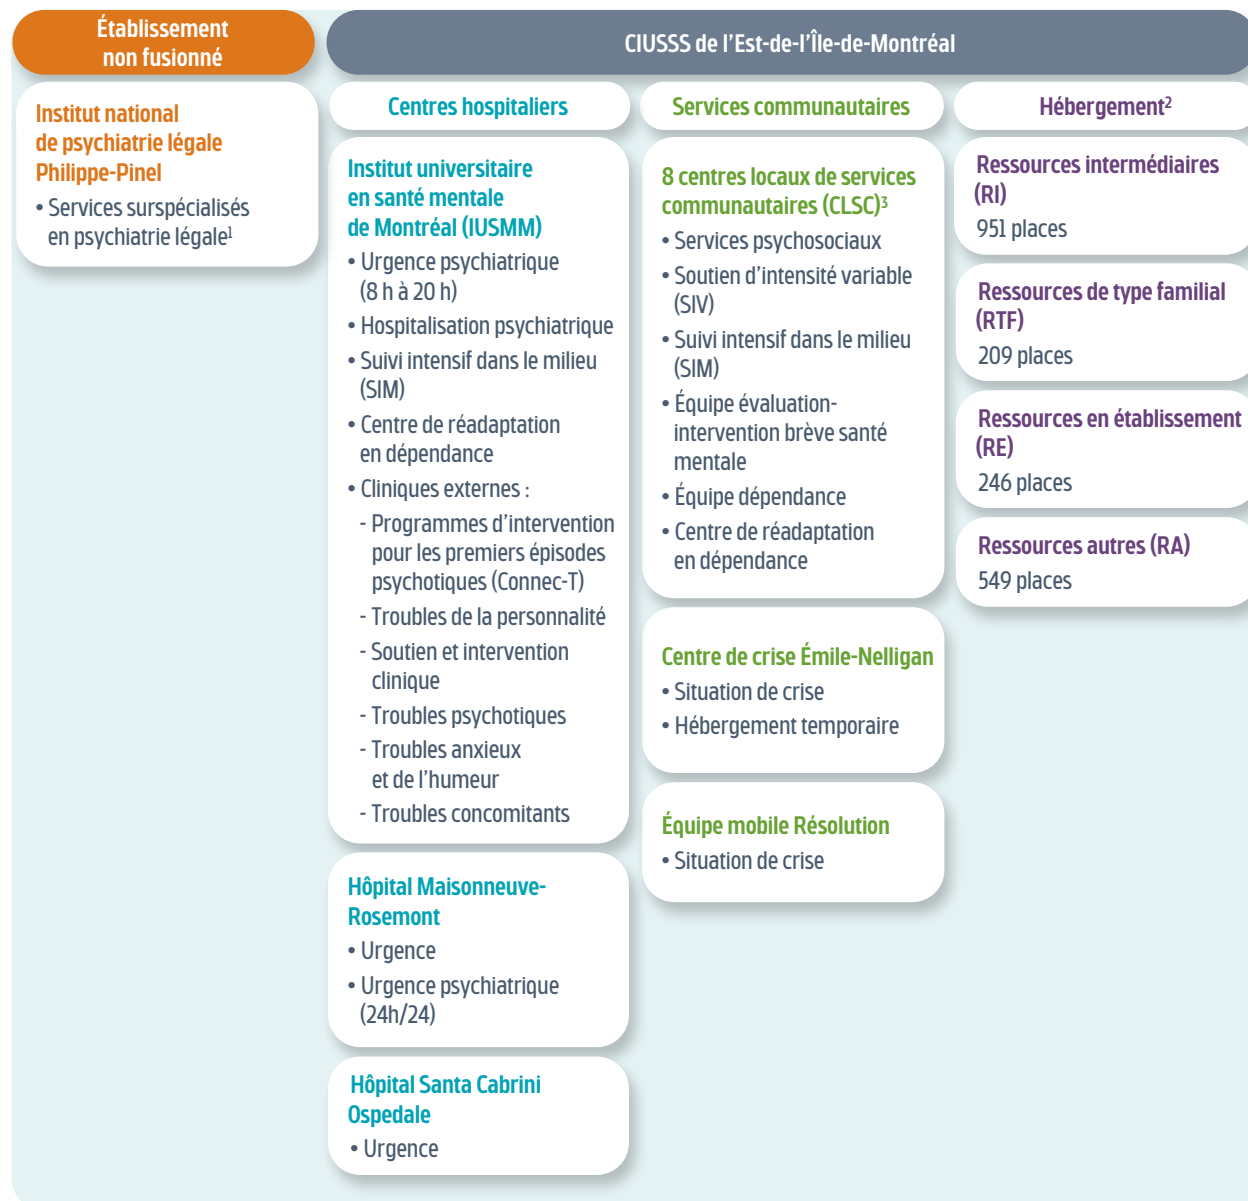 Établissement
non fusionné
CIUSSS de l'Est-de-l'Île-de-Montréal
Institut national
de psychiatrie légale
Philippe-Pinel
• Services surspécialisés
en psychiatrie légale¹
Centres hospitaliers
Institut universitaire
en santé mentale
de Montréal (IUSMM)
• Urgence psychiatrique
(8 h à 20 h)
• Hospitalisation psychiatrique
• Suivi intensif dans le milieu
(SIM)
• Centre de réadaptation
en dépendance
• Cliniques externes :
- Programmes d'intervention
pour les premiers épisodes
psychotiques (Connec-T)
- Troubles de la personnalité
- Soutien et intervention
clinique
- Troubles psychotiques
- Troubles anxieux
et de l'humeur
- Troubles concomitants
Hôpital Maisonneuve-
Rosemont
• Urgence
• Urgence psychiatrique
(24h/24)
Hôpital Santa Cabrini
Ospedale
• Urgence
Services communautaires
8 centres locaux de services
communautaires (CLSC)³
• Services psychosociaux
• Soutien d'intensité variable
(SIV)
• Suivi intensif dans le milieu
(SIM)
• Équipe évaluation-
intervention brève santé
mentale
• Équipe dépendance
• Centre de réadaptation
en dépendance
Centre de crise Émile-Nelligan
• Situation de crise
• Hébergement temporaire
Équipe mobile Résolution
• Situation de crise
Hébergement²
Ressources intermédiaires
(RI)
951 places
Ressources de type familial
(RTF)
209 places
Ressources en établissement
(RE)
246 places
Ressources autres (RA)
549 places